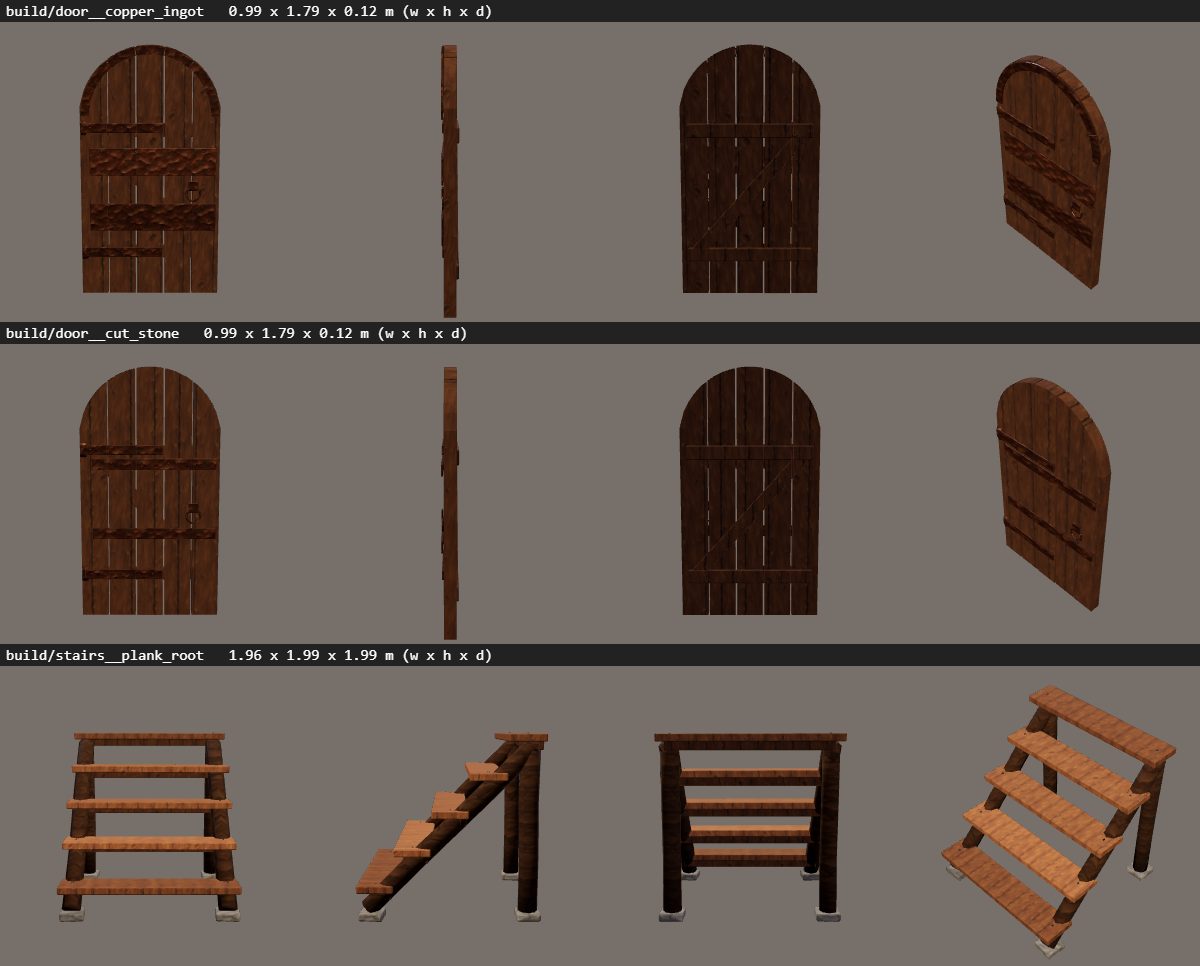 build/door__copper_ingot 0.99 x 1.79 x 0.12 m (w x h x d)
build/door__cut_stone 0.99 x 1.79 x 0.12 m (w x h x d)
build/stairs__plank_root 1.96 x 1.99 x 1.99 m (w x h x d)